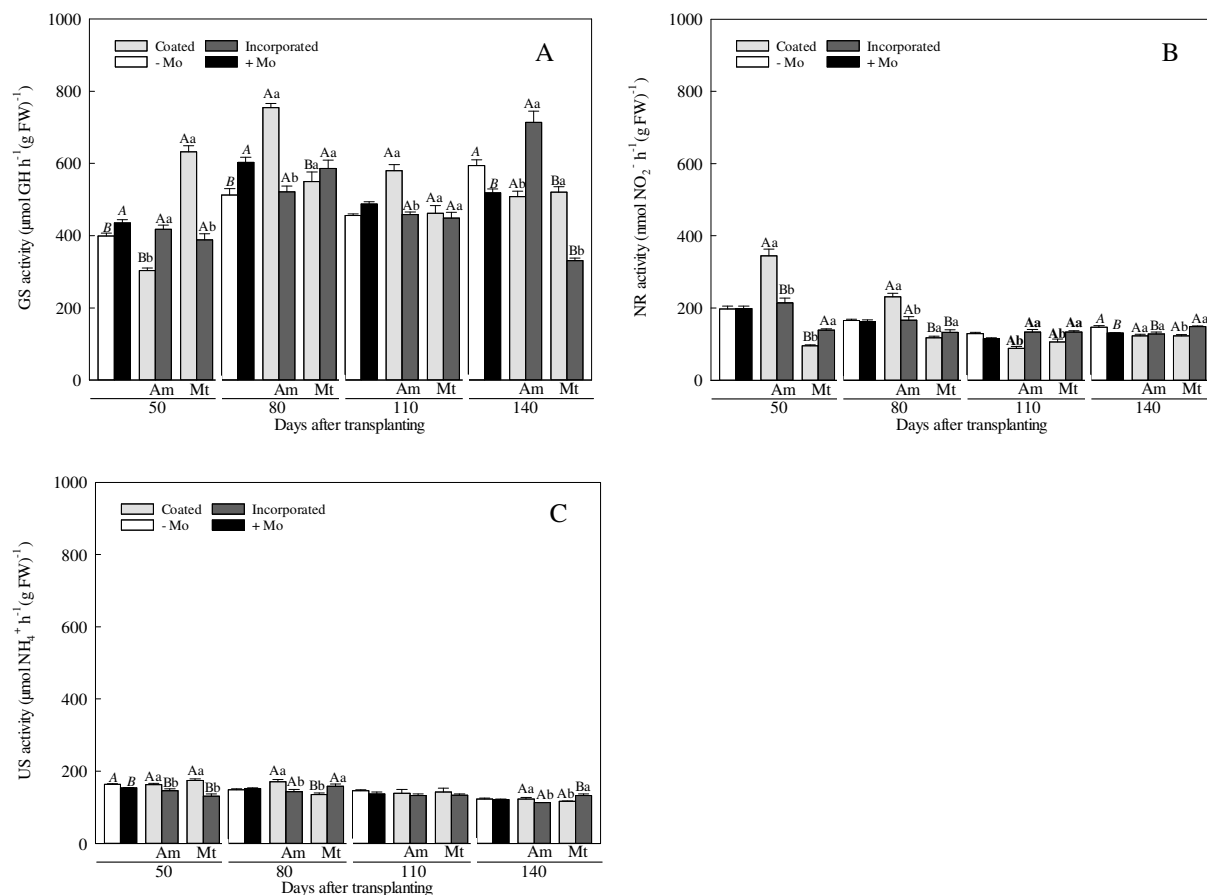 1000
800
600
400
200
0
GS activity (µmol GH h⁻¹(g FW)⁻¹
Coated Incorporated
- Mo + Mo
A
B A Bb Aa Aa Ab
B A Aa Ab Ba Aa
Aa Ab Aa Aa
A B Ab Aa Ba Bb
Am Mt Am Mt Am Mt Am Mt
50 80 110 140
Days after transplanting
1000
800
600
400
200
0
NR activity (nmol NO₂⁻ h⁻¹(g FW)⁻¹
Coated Incorporated
- Mo + Mo
B
Aa Bb Bb Aa
Aa Ab Ba Ba
Ab Aa Ab Aa
A B Aa Ba Ab Aa
Am Mt Am Mt Am Mt Am Mt
50 80 110 140
Days after transplanting
1000
800
600
400
200
0
US activity (µmol NH₄⁺ h⁻¹(g FW)⁻¹
Coated Incorporated
- Mo + Mo
C
A B Aa Bb Aa Bb
Aa Ab Bb Aa
Aa Ab Ab Ba
Am Mt Am Mt Am Mt Am Mt
50 80 110 140
Days after transplanting